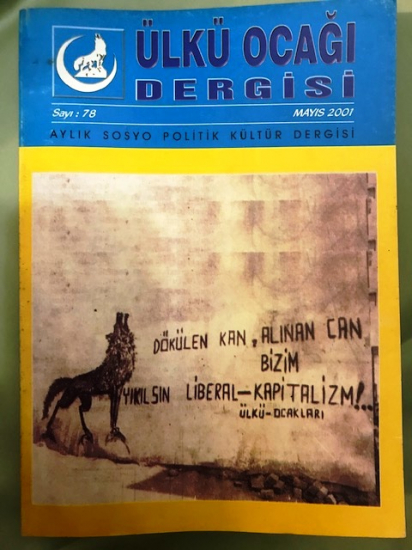 ÜLKÜ OCAĞI
DERGİSİ
Sayı : 78
MAYIS 2001
AYLIK SOSYO POLİTİK KÜLTÜR DERGİSİ
DÖKÜLEN KAN, ALINAN CAN
BİZİM
YIKILSIN LİBERAL-KAPİTALİZM!...
ÜLKÜ-OCAKLARI